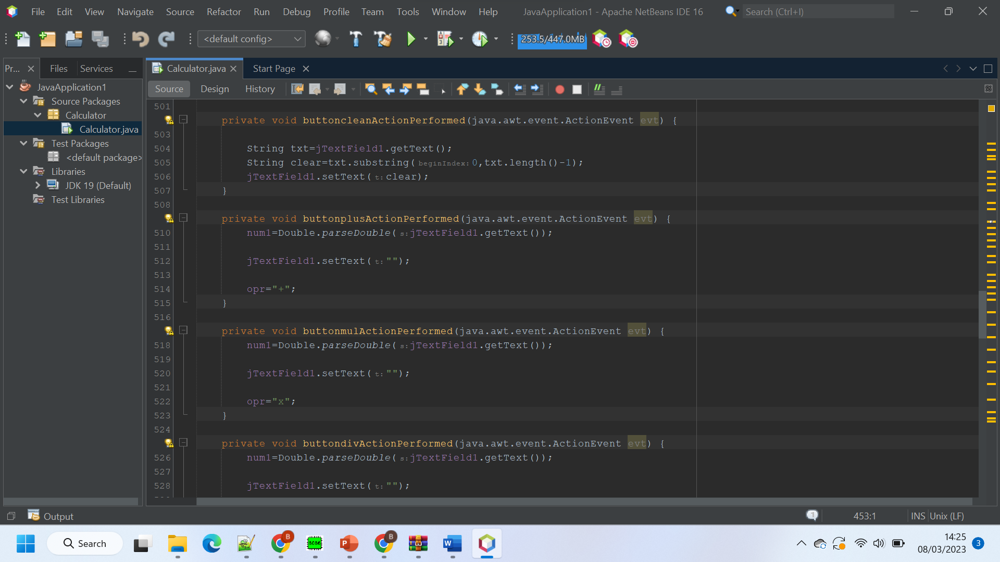 File Edit View Navigate Source Refactor Run Debug Profile Team Tools Window Help JavaApplication1 - Apache NetBeans IDE 16 Search (Ctrl+I)
<default config> 253.5/447.0MB
Pr... Files Services
Calculator.java Start Page
Source Design History
JavaApplication1
Source Packages
Calculator
Calculator.java
Test Packages
<default package>
Libraries
JDK 19 (Default)
Test Libraries
501
private void buttoncleanActionPerformed(java.awt.event.ActionEvent evt) {
503
504 String txt=jTextField1.getText();
505 String clear=txt.substring( beginIndex: 0,txt.length()-1);
506 jTextField1.setText( t: clear);
507 }
508
private void buttonplusActionPerformed(java.awt.event.ActionEvent evt) {
510 num1=Double.parseDouble( s: jTextField1.getText());
511
512 jTextField1.setText( t: "");
513
514 opr="+";
515 }
516
private void buttonmulActionPerformed(java.awt.event.ActionEvent evt) {
518 num1=Double.parseDouble( s: jTextField1.getText());
519
520 jTextField1.setText( t: "");
521
522 opr="x";
523 }
524
private void buttondivActionPerformed(java.awt.event.ActionEvent evt) {
526 num1=Double.parseDouble( s: jTextField1.getText());
527
528 jTextField1.setText( t: "");
Output 1 453:1 INS Unix (LF)
Search B 8086 P B W 14:25 3
08/03/2023